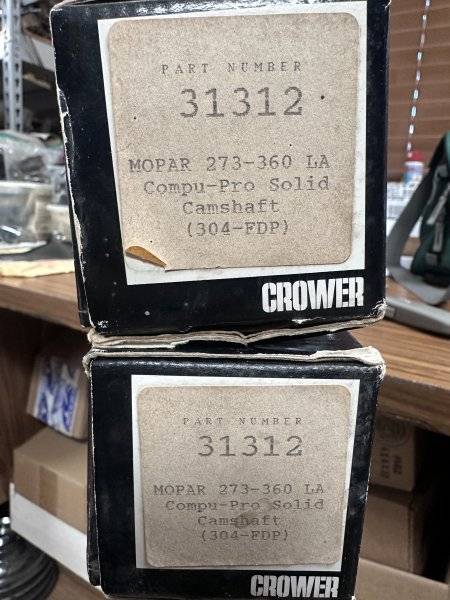 PART NUMBER
31312
MOPAR 273-360 LA
Compu-Pro Solid
Camshaft
(304-FDP)
CROWER
PART NUMBER
31312
MOPAR 273-360 LA
Compu-Pro Solid
Camshaft
(304-FDP)
CROWER